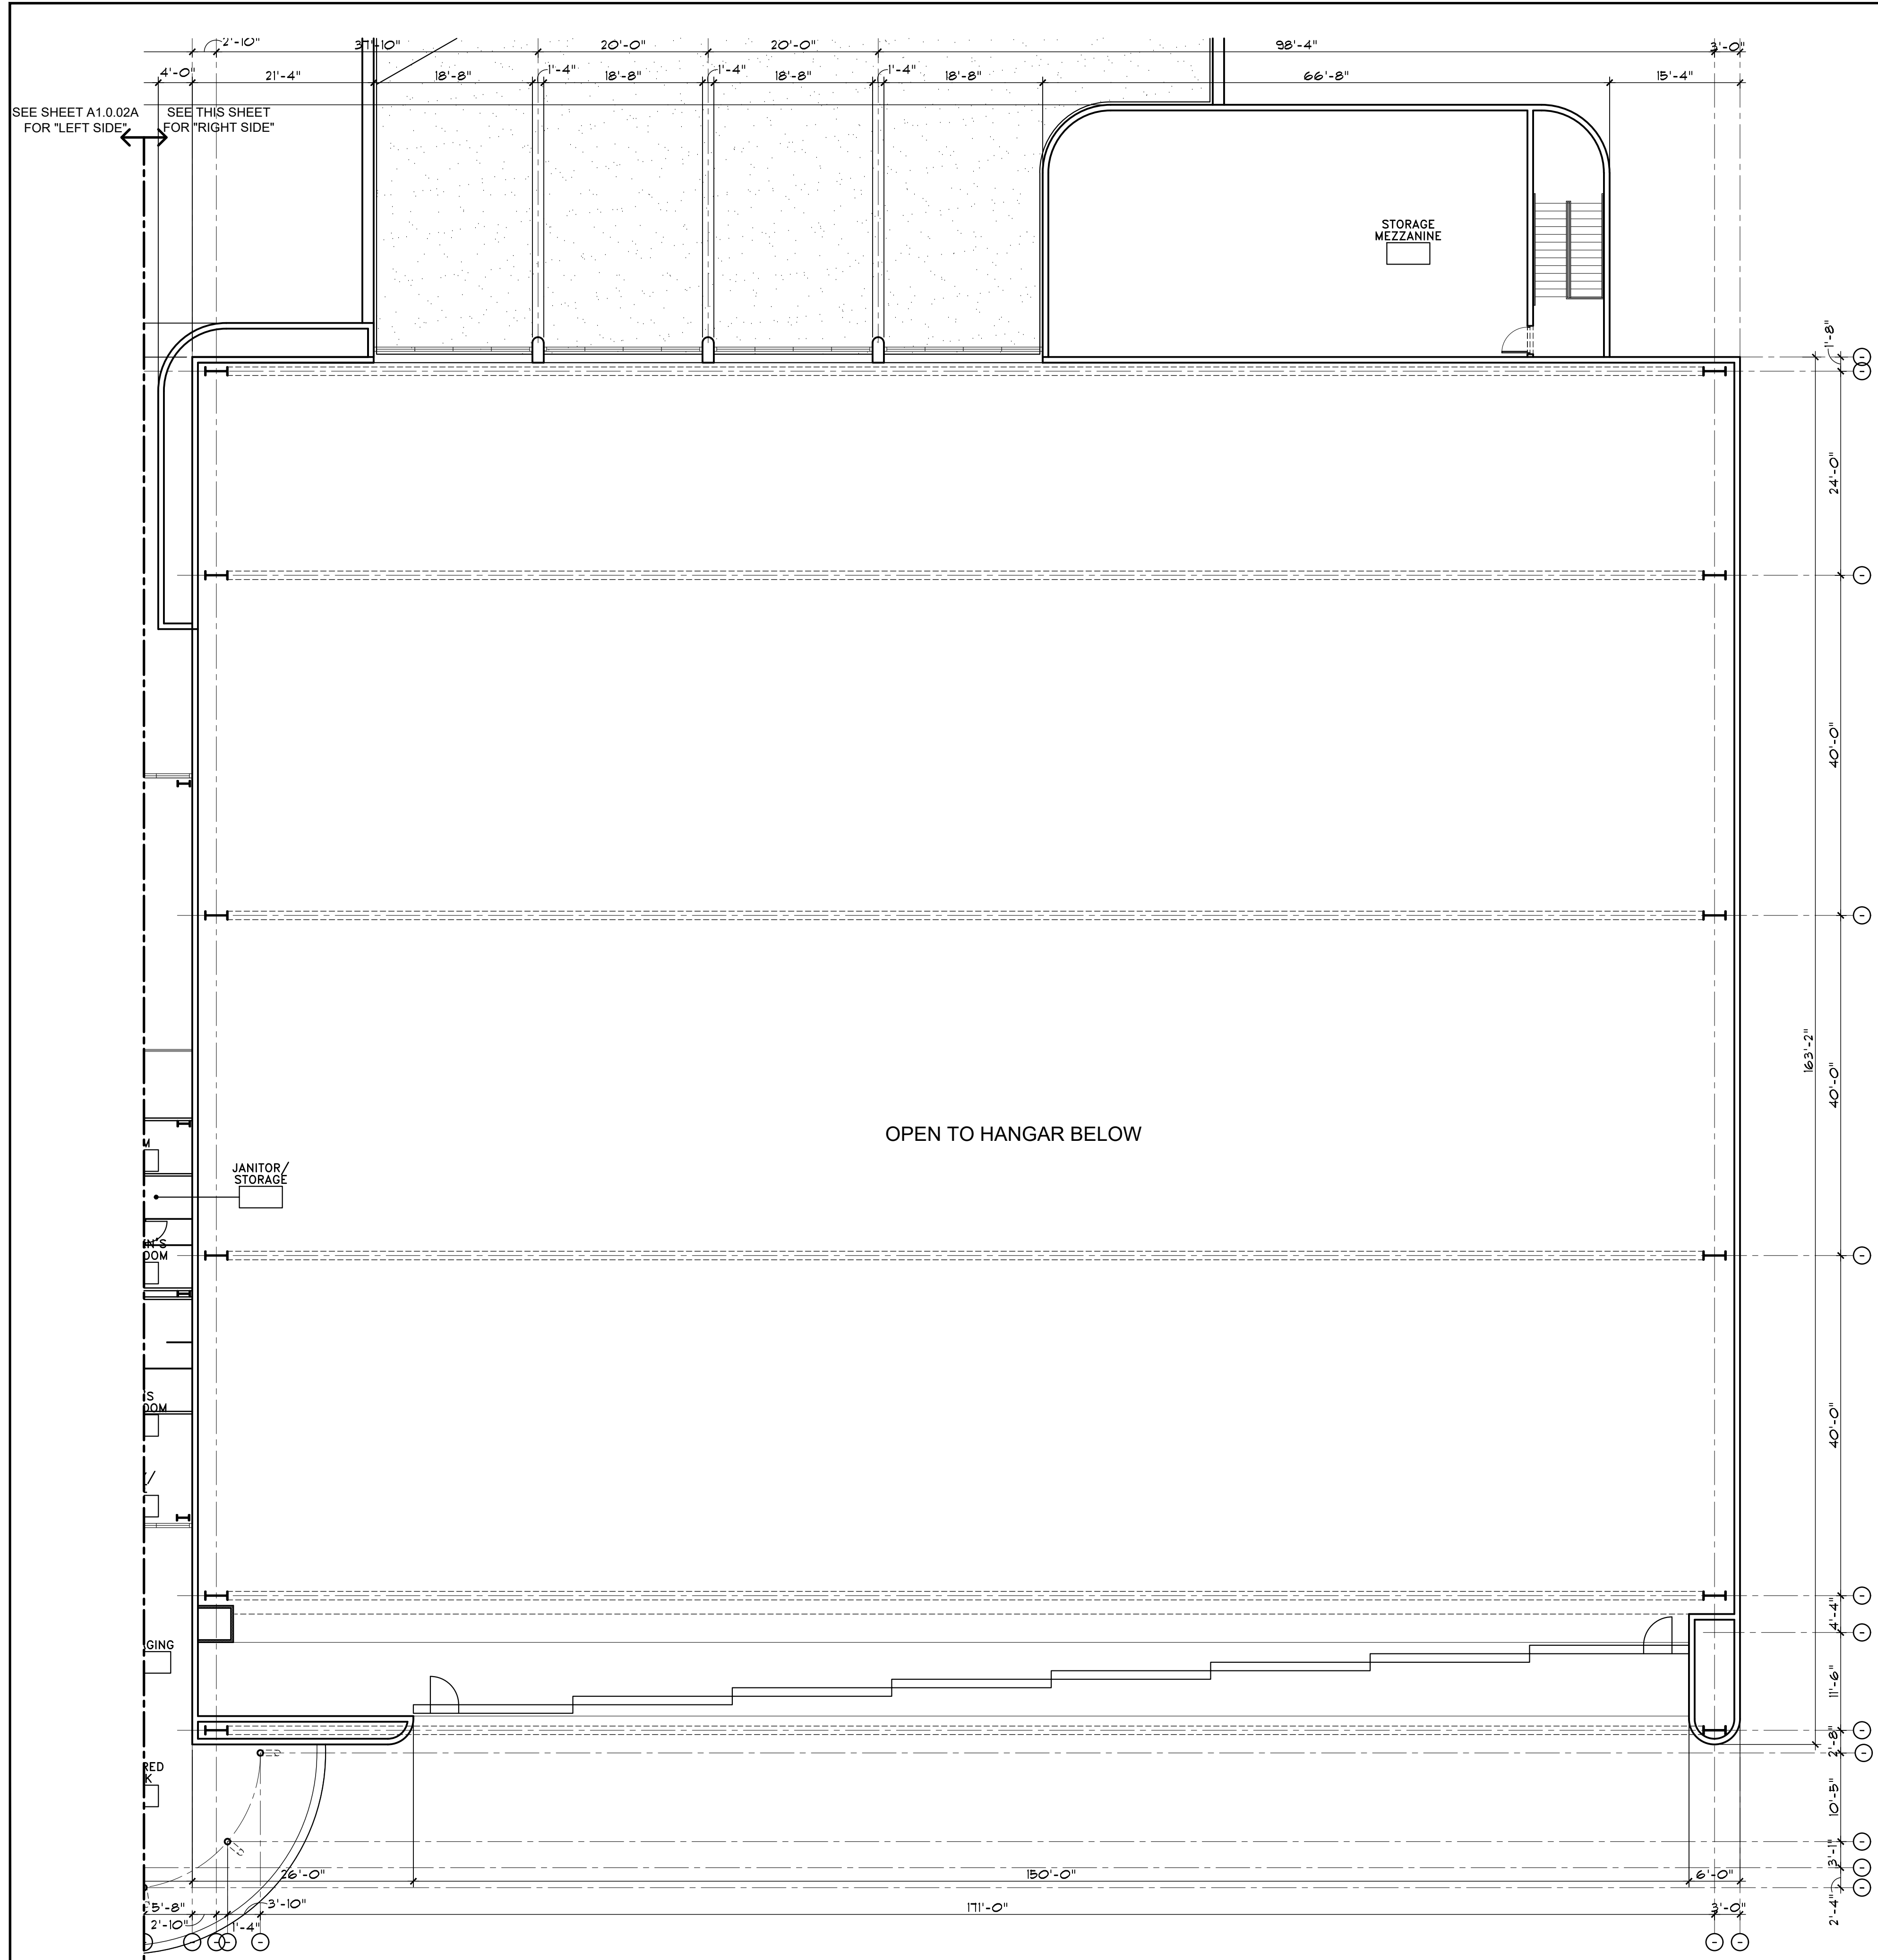 2'-10"
37'-10"
20'-0"
20'-0"
98'-4"
3'-0"
4'-0"
21'-4"
18'-8"
1'-4"
18'-8"
1'-4"
18'-8"
1'-4"
18'-8"
66'-8"
15'-4"
SEE SHEET A1.0.02A
FOR "LEFT SIDE"
SEE THIS SHEET
FOR "RIGHT SIDE"
STORAGE
MEZZANINE
1'-8"
24'-0"
40'-0"
163'-2"
40'-0"
OPEN TO HANGAR BELOW
M
JANITOR/
STORAGE
N'S
OOM
40'-0"
'S
OOM
/
4'-4"
GING
11'-6"
2'-8"
RED
K
10'-5"
3'-1"
26'-0"
150'-0"
6'-0"
2'-4"
5'-8"
2'-10"
1'-4"
3'-10"
171'-0"
3'-0"